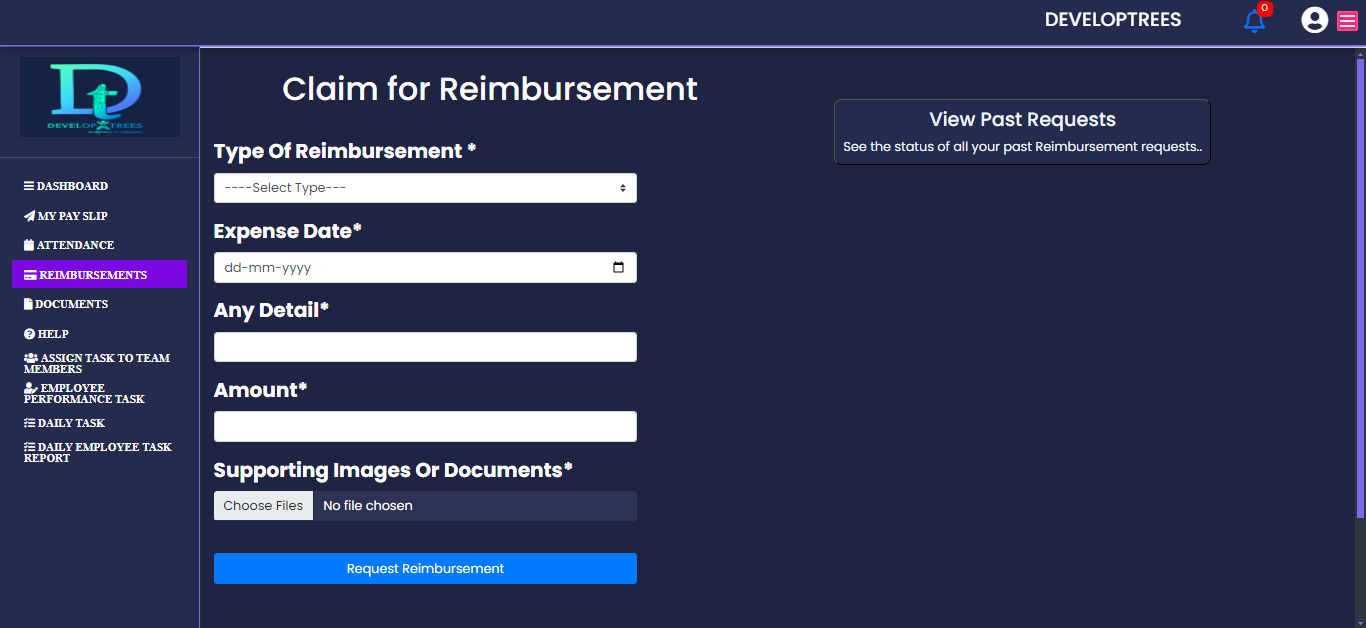 DEVELOPTREES
0
Dt
DEVELOPTREES
DASHBOARD
MY PAY SLIP
ATTENDANCE
REIMBURSEMENTS
DOCUMENTS
HELP
ASSIGN TASK TO TEAM
MEMBERS
EMPLOYEE
PERFORMANCE TASK
DAILY TASK
DAILY EMPLOYEE TASK
REPORT
Claim for Reimbursement
Type Of Reimbursement *
----Select Type---
Expense Date*
dd-mm-yyyy
Any Detail*
Amount*
Supporting Images Or Documents*
Choose Files No file chosen
Request Reimbursement
View Past Requests
See the status of all your past Reimbursement requests..